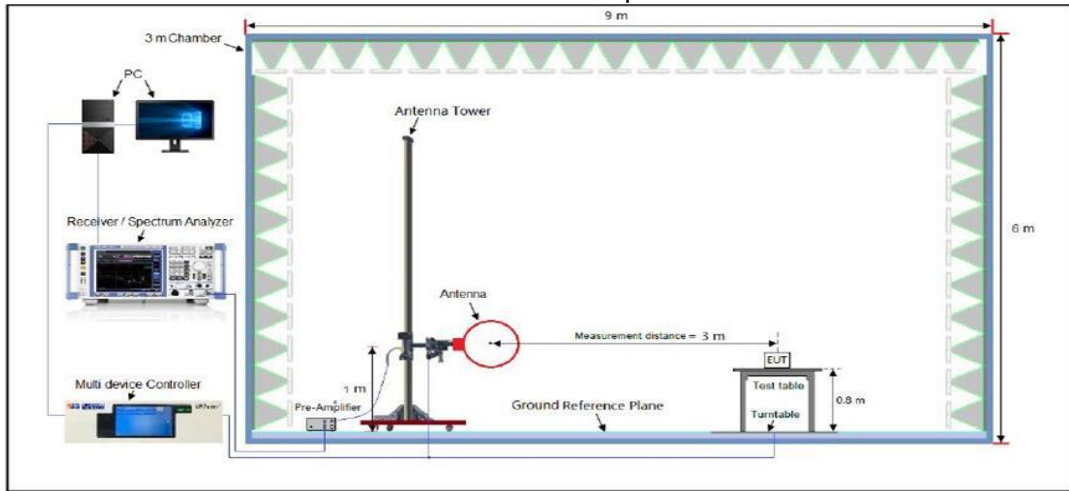 9 m
3 m Chamber
PC
Antenna Tower
Receiver / Spectrum Analyzer
6 m
Antenna
Measurement distance = 3 m
EUT
Multi device Controller
1 m
Test table
0.8 m
Pre-Amplifier
Ground Reference Plane
Turntable